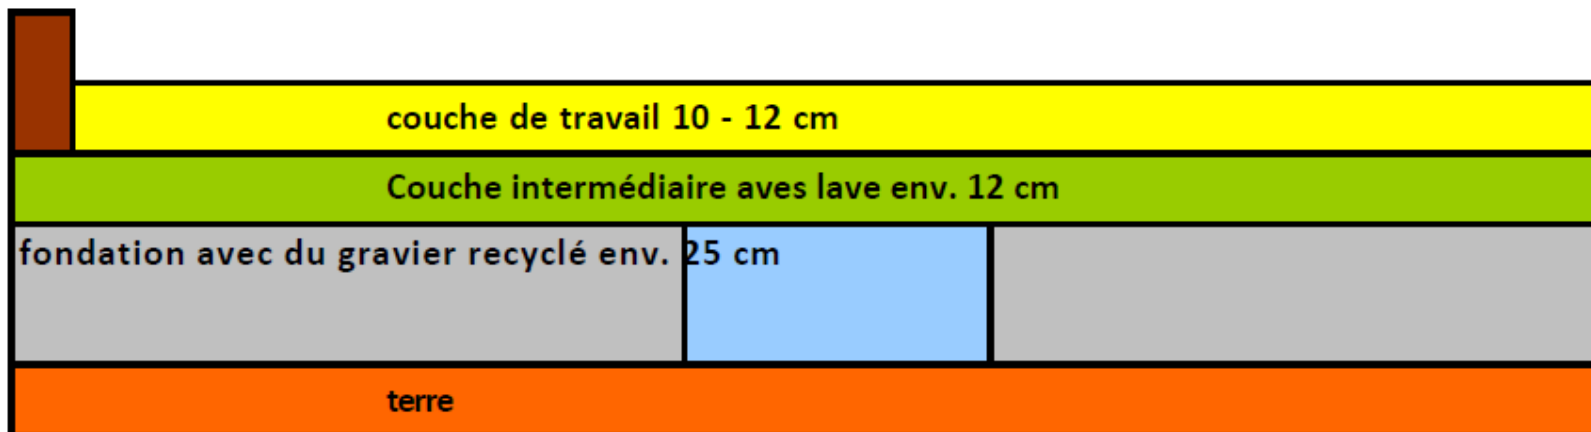 couche de travail 10 - 12 cm
Couche intermédiaire aves lave env. 12 cm
fondation avec du gravier recyclé env. 25 cm
terre